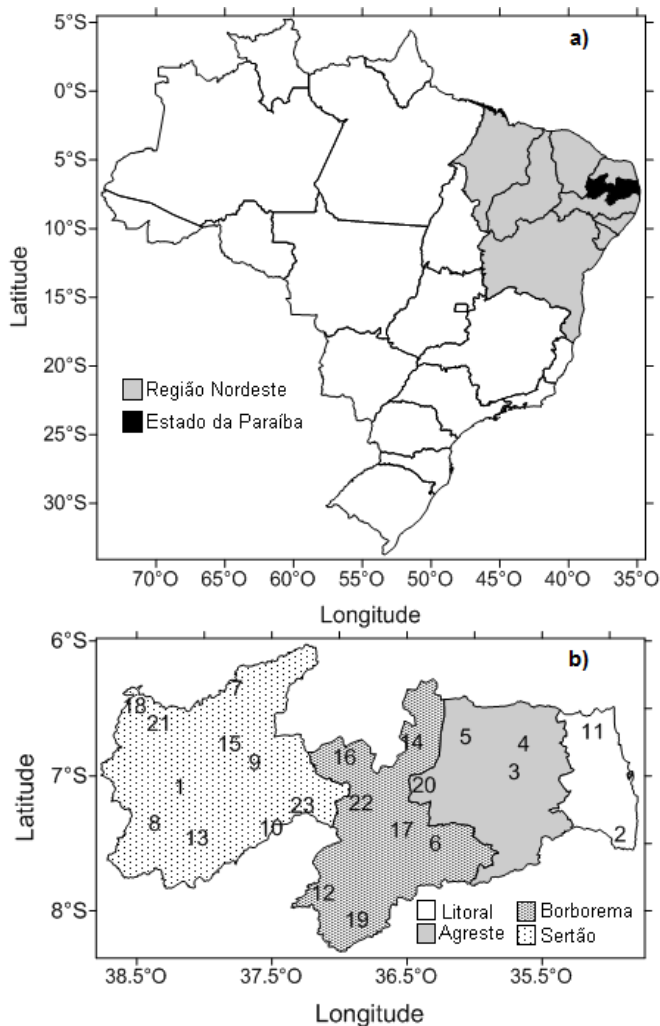 a)
5°S
0°S
5°S
10°S
15°S
20°S
25°S
30°S
Latitude
Região Nordeste
Estado da Paraíba
70°O 65°O 60°O 55°O 50°O 45°O 40°O 35°O
Longitude
b)
6°S
7°S
8°S
Latitude
7
18
21
11
15
5
4
14
16
9
3
1
20
23
22
8
10
17
13
2
6
12
19
Litoral Borborema
Agreste Sertão
38.5°O 37.5°O 36.5°O 35.5°O
Longitude